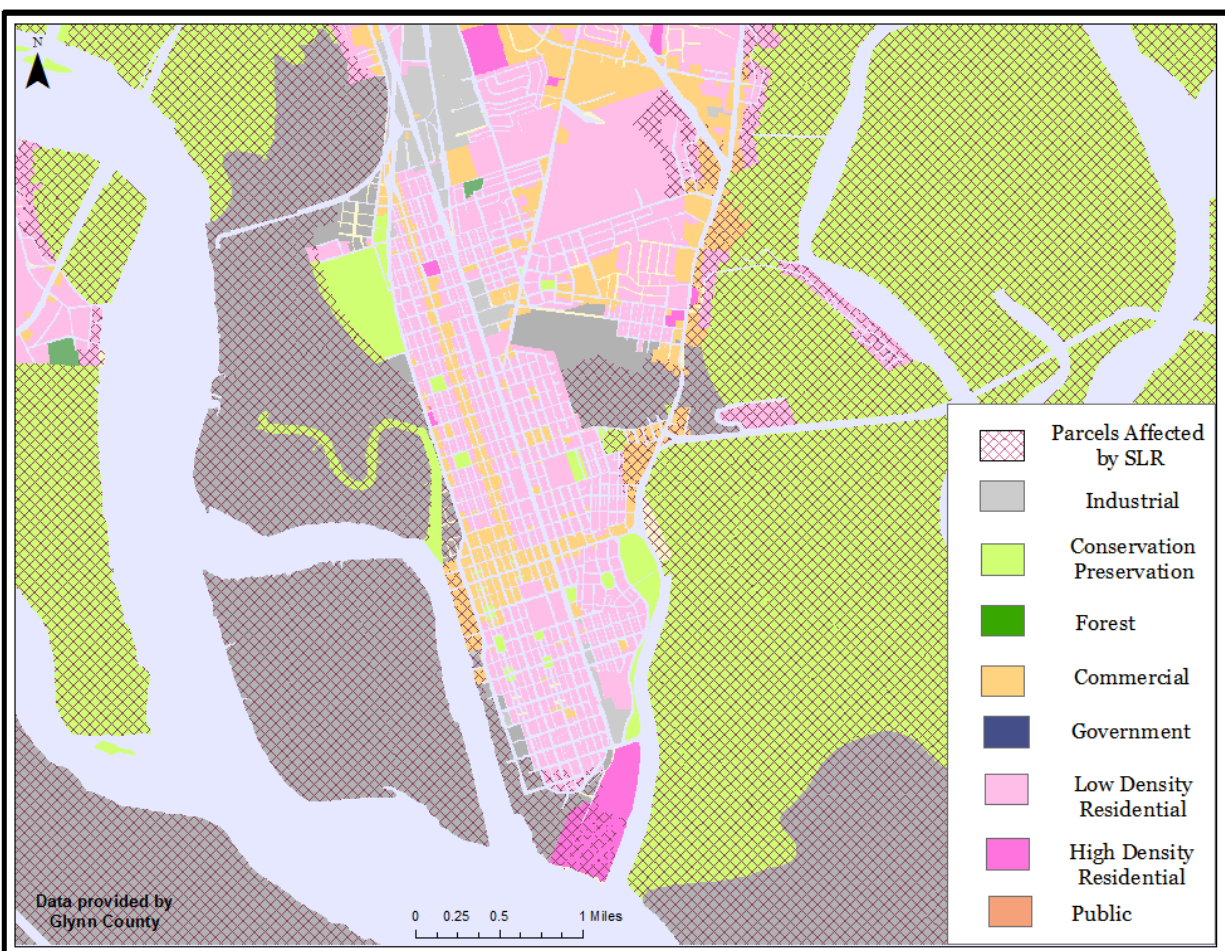 N
Parcels Affected
by SLR
Industrial
Conservation
Preservation
Forest
Commercial
Government
Low Density
Residential
High Density
Residential
Public
Data provided by
Glynn County
0 0.25 0.5 1 Miles